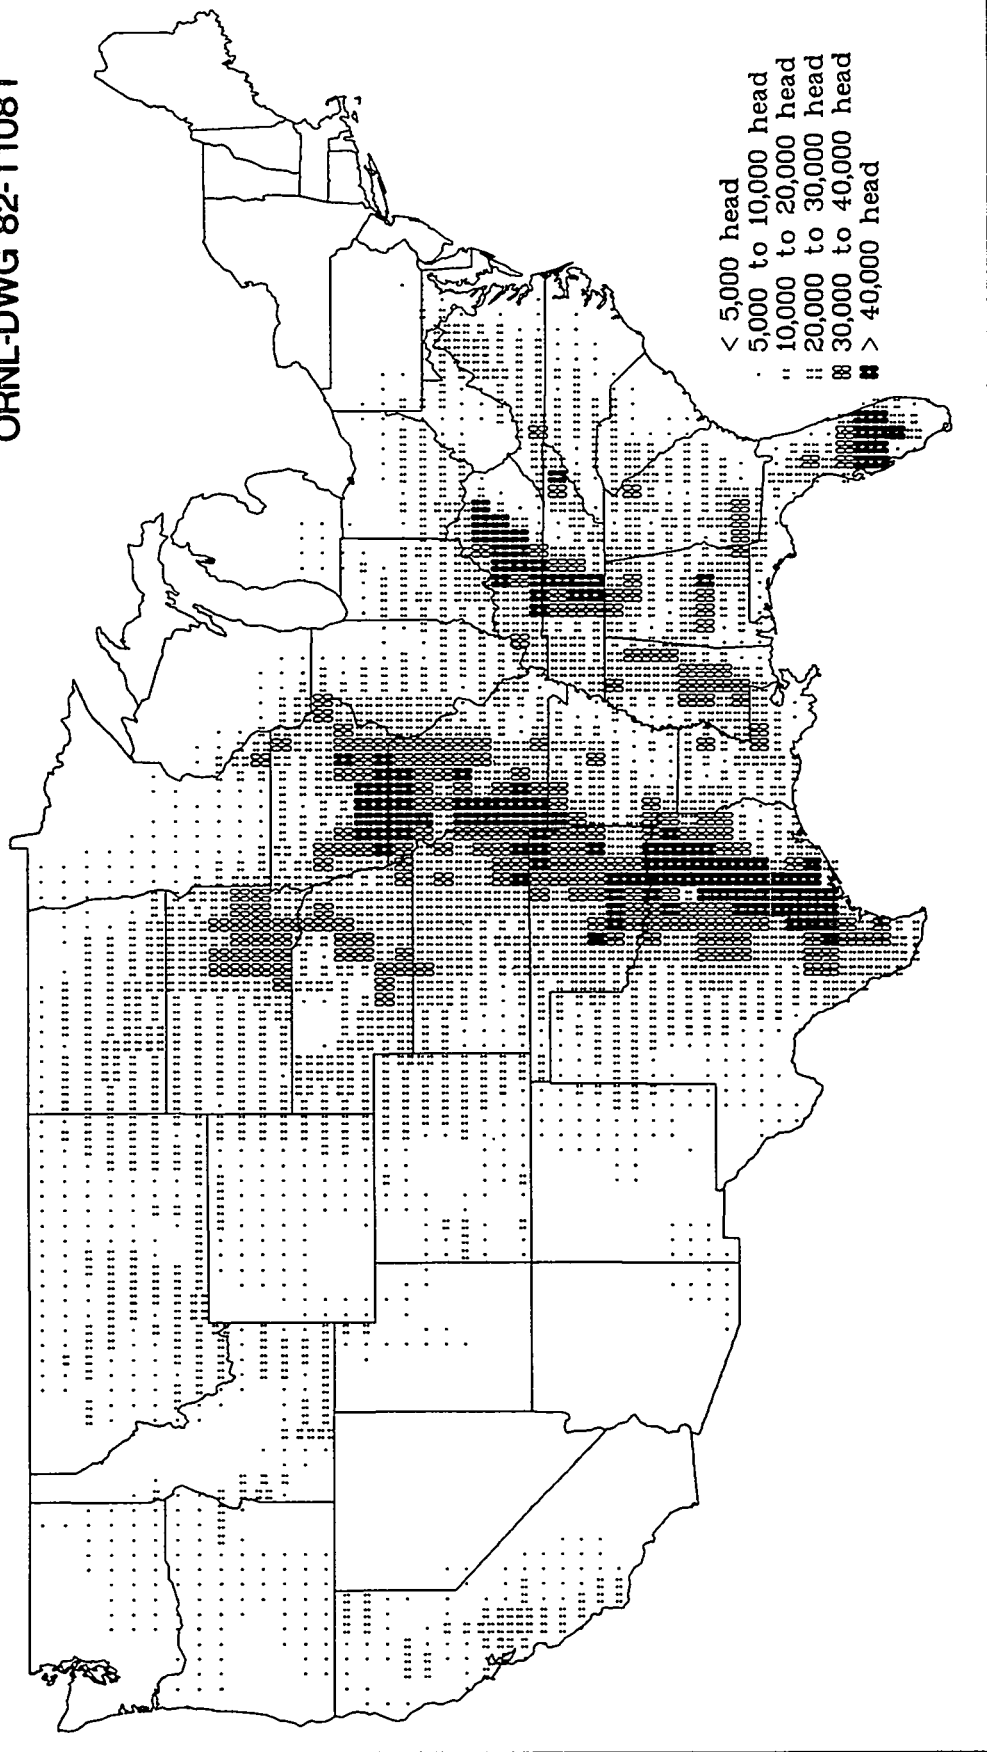 ORNL-DWG 82-11081
< 5,000 head
5,000 to 10,000 head
10,000 to 20,000 head
20,000 to 30,000 head
30,000 to 40,000 head
> 40,000 head